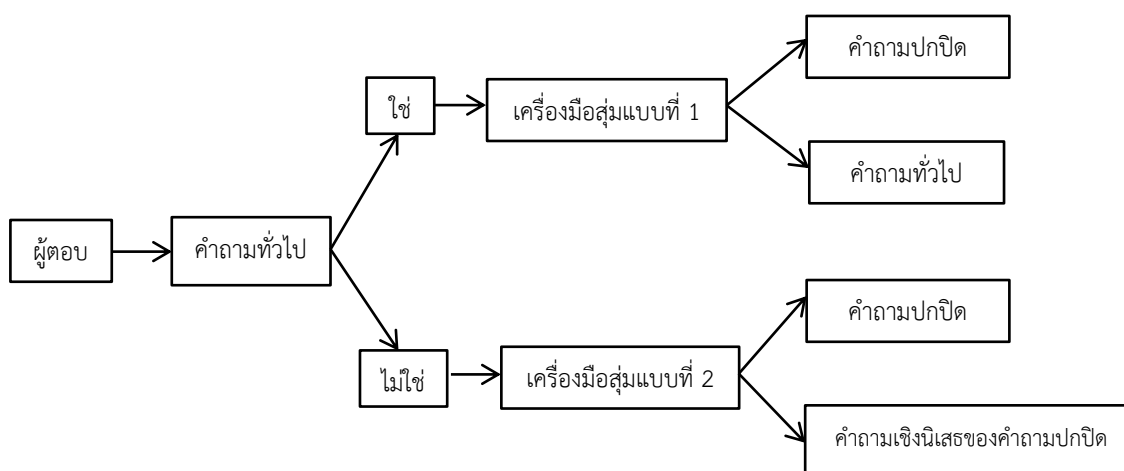 ผู้ตอบ
คำถามทั่วไป
ใช่
เครื่องมือสุ่มแบบที่ 1
คำถามปกปิด
คำถามทั่วไป
ไม่ใช่
เครื่องมือสุ่มแบบที่ 2
คำถามปกปิด
คำถามเชิงนิเสธของคำถามปกปิด